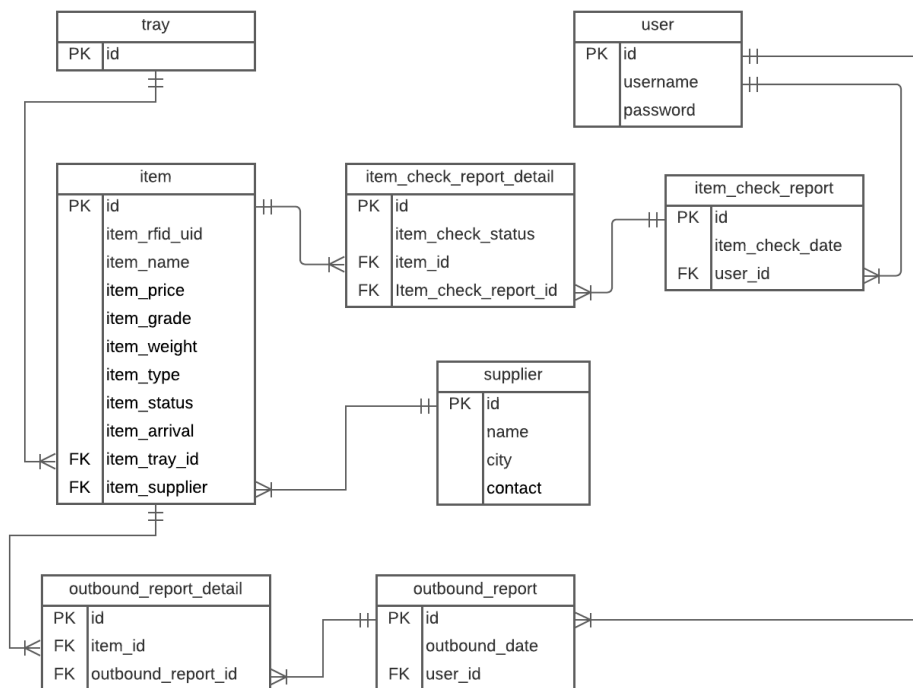 tray
PK id
user
PK id
username
password
item
PK id
item_rfid_uid
item_name
item_price
item_grade
item_weight
item_type
item_status
item_arrival
FK item_tray_id
FK item_supplier
item_check_report_detail
PK id
item_check_status
FK item_id
FK Item_check_report_id
item_check_report
PK id
item_check_date
FK user_id
supplier
PK id
name
city
contact
outbound_report_detail
PK id
FK item_id
FK outbound_report_id
outbound_report
PK id
outbound_date
FK user_id